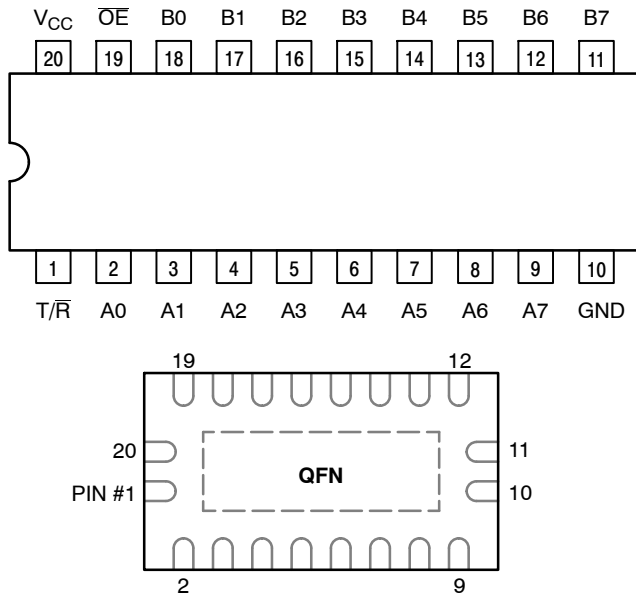 VCC OE B0 B1 B2 B3 B4 B5 B6 B7
20 19 18 17 16 15 14 13 12 11
1 2 3 4 5 6 7 8 9 10
T/R̅ A0 A1 A2 A3 A4 A5 A6 A7 GND
19 12
20 11
QFN
PIN #1 10
2 9